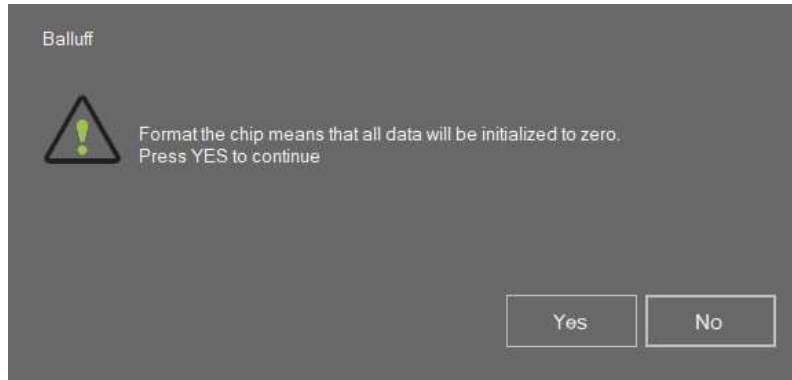 Balluff
Format the chip means that all data will be initialized to zero.
Press YES to continue
Yes
No